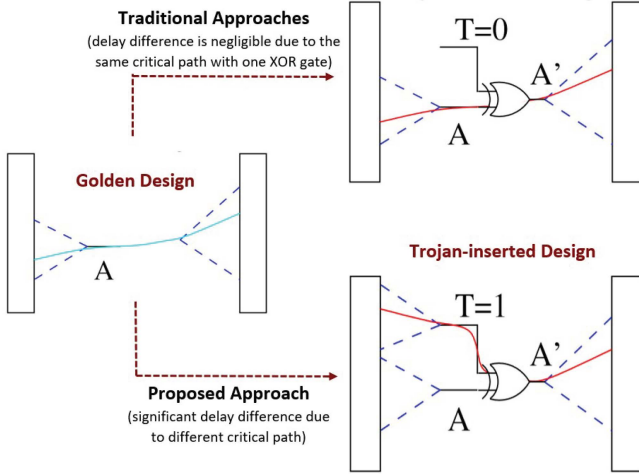 Traditional Approaches
(delay difference is negligible due to the
same critical path with one XOR gate)
T=0
A'
A
Golden Design
A
Trojan-inserted Design
T=1
A'
A
Proposed Approach
(significant delay difference due
to different critical path)